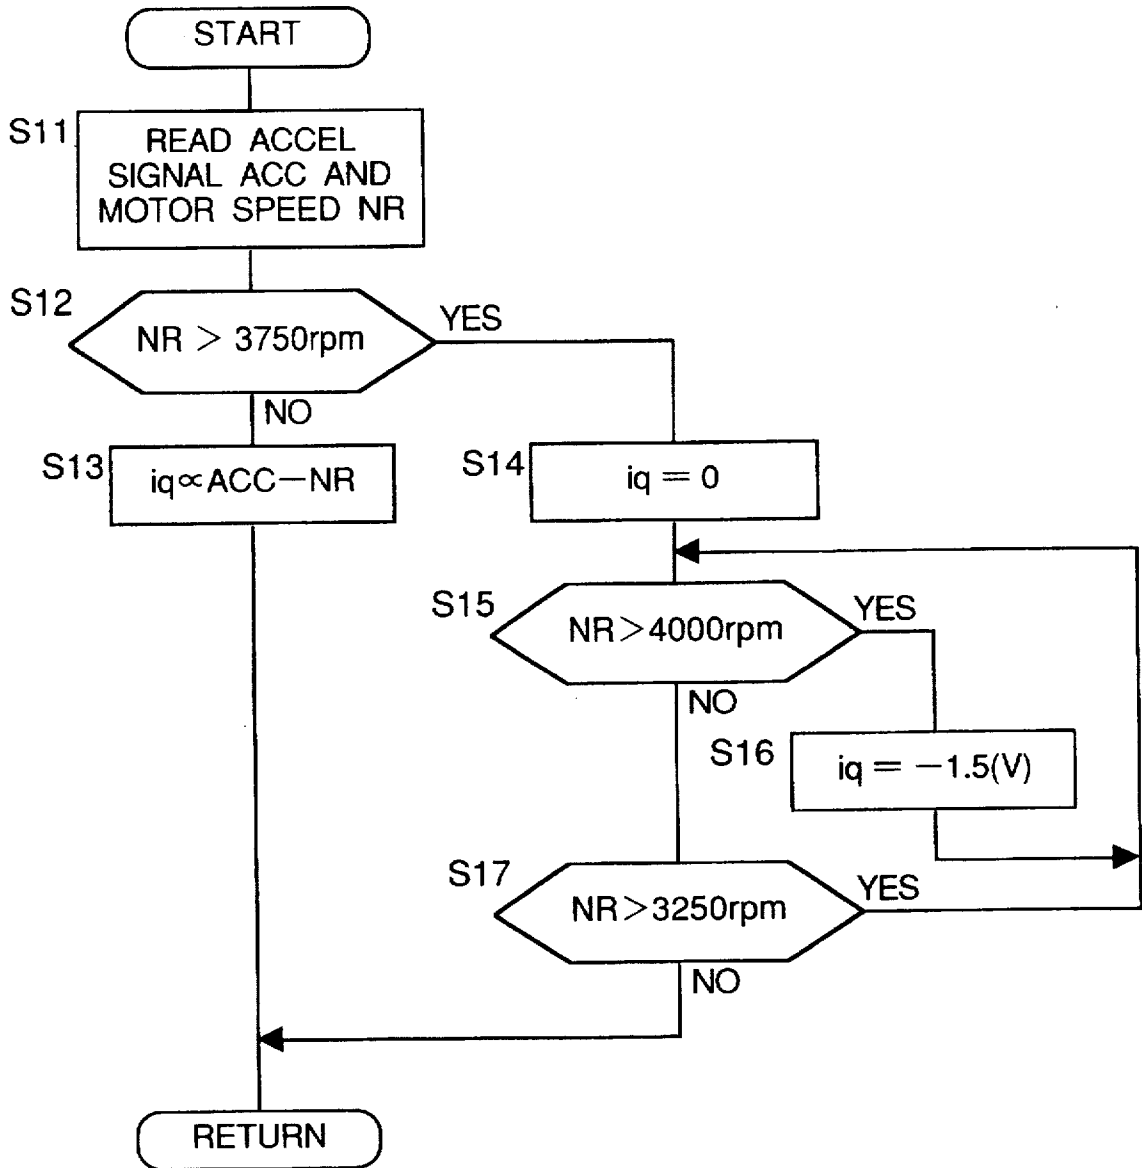 START
S11
READ ACCEL
SIGNAL ACC AND
MOTOR SPEED NR
S12
NR > 3750rpm
YES
NO
S13
iq∝ACC−NR
S14
iq = 0
S15
NR>4000rpm
YES
NO
S16
iq = −1.5(V)
S17
NR>3250rpm
YES
NO
RETURN